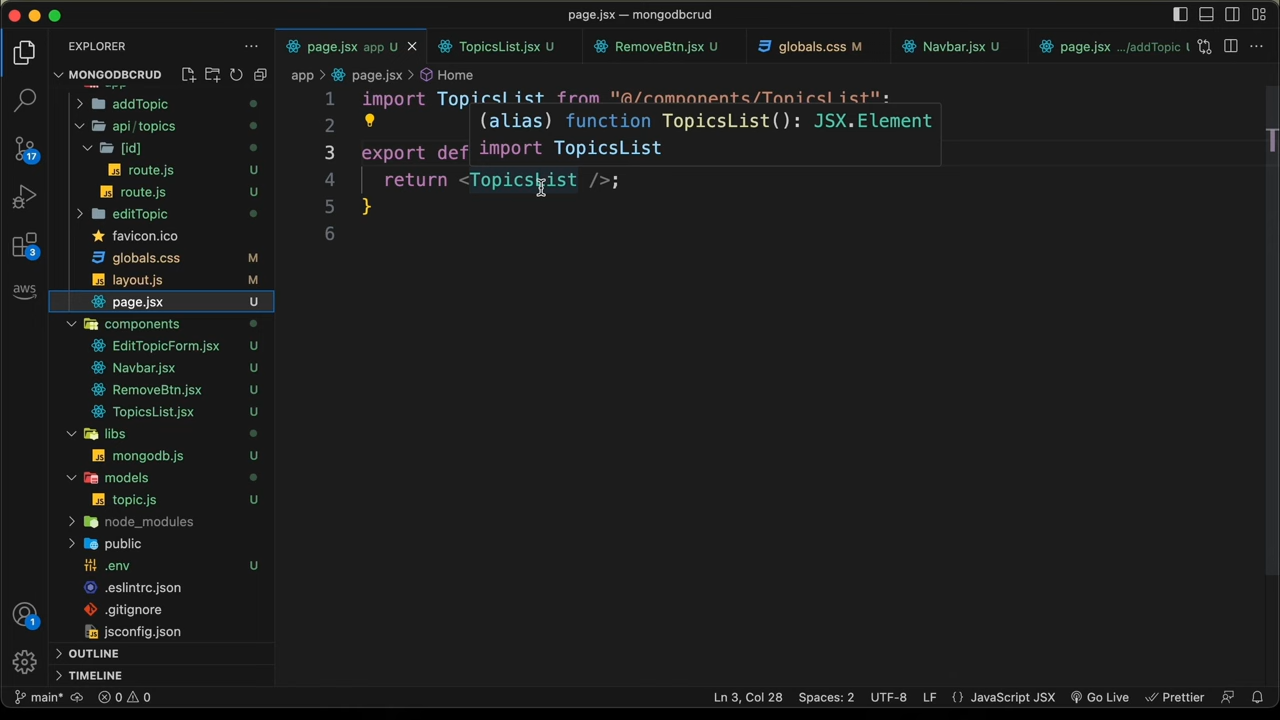 page.jsx — mongodbcrud
EXPLORER
MONGODBCRUD
addTopic
api/topics
[id]
route.js U
route.js U
editTopic
favicon.ico
globals.css M
layout.js M
page.jsx U
components
EditTopicForm.jsx U
Navbar.jsx U
RemoveBtn.jsx U
TopicsList.jsx U
libs
mongodb.js U
models
topic.js U
node_modules
public
.env U
.eslintrc.json
.gitignore
jsconfig.json
OUTLINE
TIMELINE
17
3
aws
1
page.jsx app U
TopicsList.jsx U
RemoveBtn.jsx U
globals.css M
Navbar.jsx U
page.jsx .../addTopic U
app > page.jsx > Home
1 import TopicsList from "@/components/TopicsList";
2
(alias) function TopicsList(): JSX.Element
import TopicsList
3 export def
4 return <TopicsList />;
5 }
6
main* 0 0
Ln 3, Col 28 Spaces: 2 UTF-8 LF {} JavaScript JSX Go Live Prettier